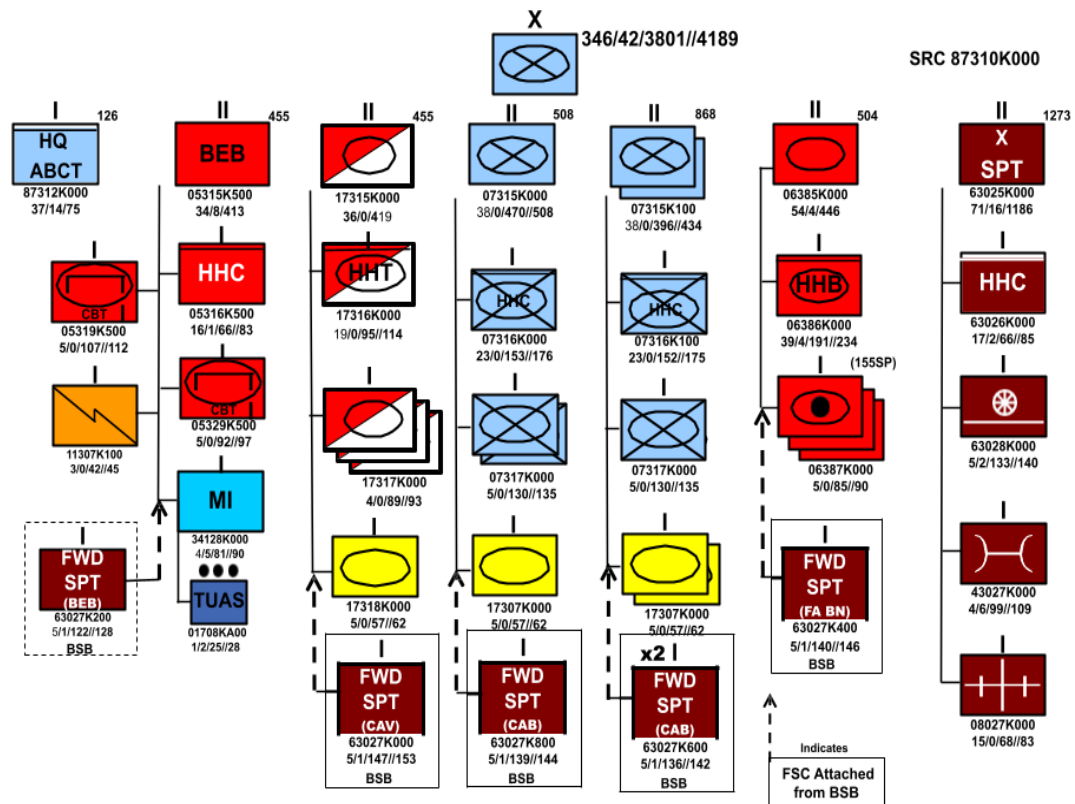 X
346/42/3801//4189
SRC 87310K000
I
126
HQ
ABCT
87312K000
37/14/75
II
455
BEB
05315K500
34/8/413
I
CBT
05319K500
5/0/107//112
I
HHC
05316K500
16/1/66//83
I
11307K100
3/0/42//45
I
CBT
05329K500
5/0/92//97
I
MI
34128K000
4/5/81//90
TUAS
01708KA00
1/2/25//28
I
FWD
SPT
(BEB)
63027K200
5/1/122//128
BSB
II
455
17315K000
36/0/419
I
HHT
17316K000
19/0/95//114
I
17317K000
4/0/89//93
I
17318K000
5/0/57//62
I
FWD
SPT
(CAV)
63027K000
5/1/147//153
BSB
II
508
07315K000
38/0/470//508
I
HHC
07316K000
23/0/153//176
I
07317K000
5/0/130//135
I
17307K000
5/0/57//62
I
FWD
SPT
(CAB)
63027K800
5/1/139//144
BSB
II
868
07315K100
38/0/396//434
I
HHC
07316K100
23/0/152//175
I
07317K000
5/0/130//135
I
17307K000
5/0/57//62
x2 I
FWD
SPT
(CAB)
63027K600
5/1/136//142
BSB
II
504
06385K000
54/4/446
I
HHB
06386K000
39/4/191//234
I
(155SP)
06387K000
5/0/85//90
I
FWD
SPT
(FA BN)
63027K400
5/1/140//146
BSB
Indicates
FSC Attached
from BSB
II
1273
X
SPT
63025K000
71/16/1186
I
HHC
63026K000
17/2/66//85
I
63028K000
5/2/133//140
I
43027K000
4/6/99//109
I
08027K000
15/0/68//83